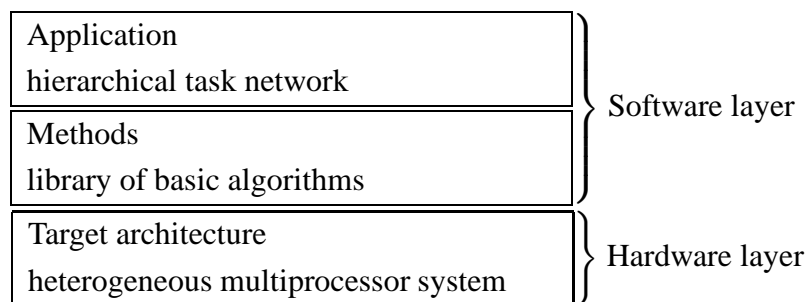 Application
hierarchical task network
Software layer
Methods
library of basic algorithms
Target architecture
Hardware layer
heterogeneous multiprocessor system